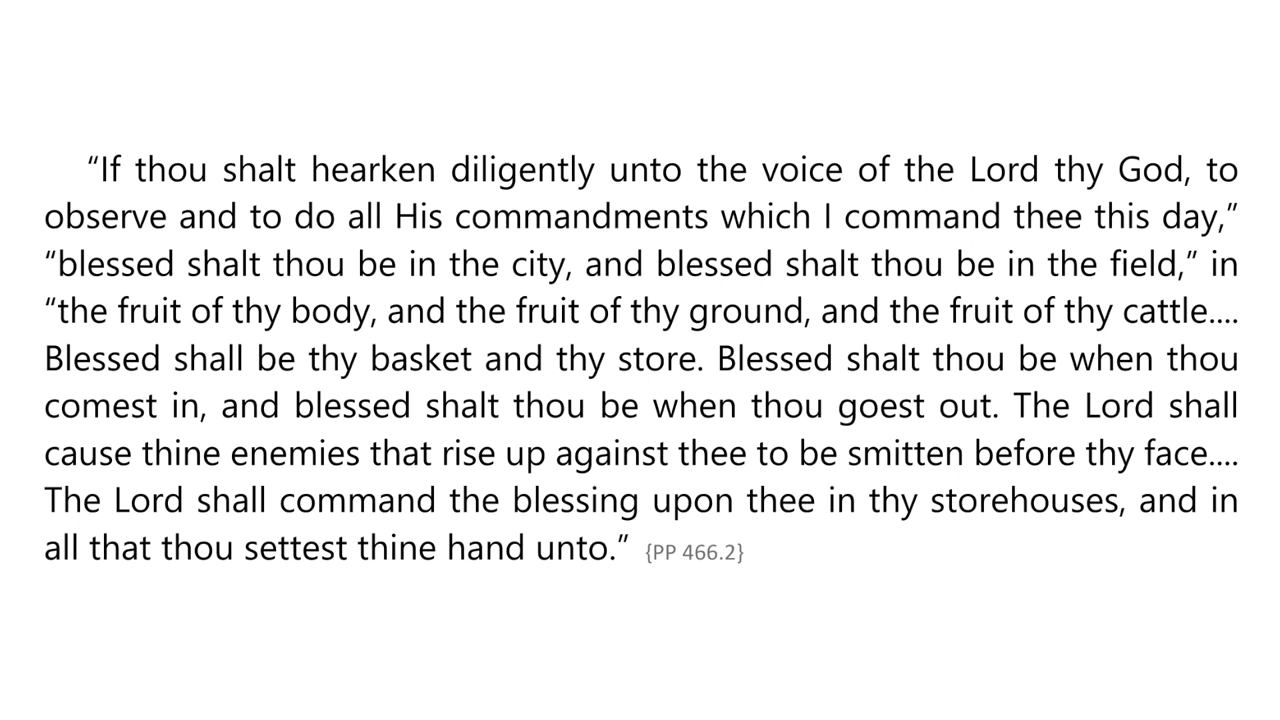 “If thou shalt hearken diligently unto the voice of the Lord thy God, to
observe and to do all His commandments which I command thee this day,”
“blessed shalt thou be in the city, and blessed shalt thou be in the field,” in
“the fruit of thy body, and the fruit of thy ground, and the fruit of thy cattle....
Blessed shall be thy basket and thy store. Blessed shalt thou be when thou
comest in, and blessed shalt thou be when thou goest out. The Lord shall
cause thine enemies that rise up against thee to be smitten before thy face....
The Lord shall command the blessing upon thee in thy storehouses, and in
all that thou settest thine hand unto.” {PP 466.2}